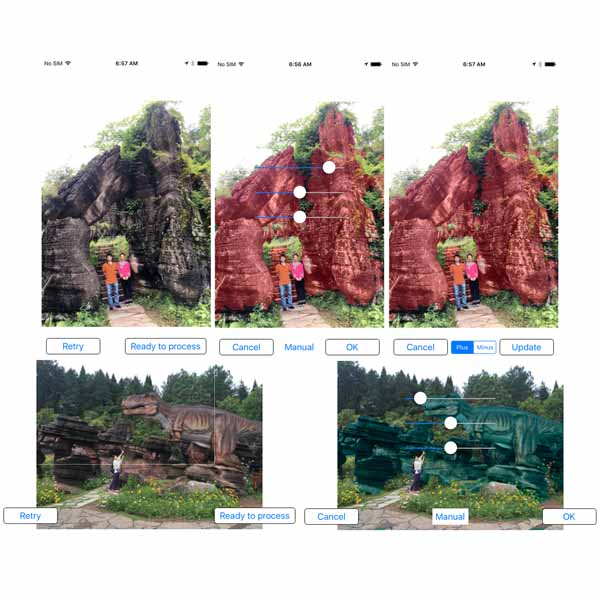 No SIM 6:57 AM
No SIM 6:56 AM
No SIM 6:57 AM
Retry Ready to process
Cancel Manual OK
Cancel Plus Minus Update
Retry Ready to process
Cancel Manual OK